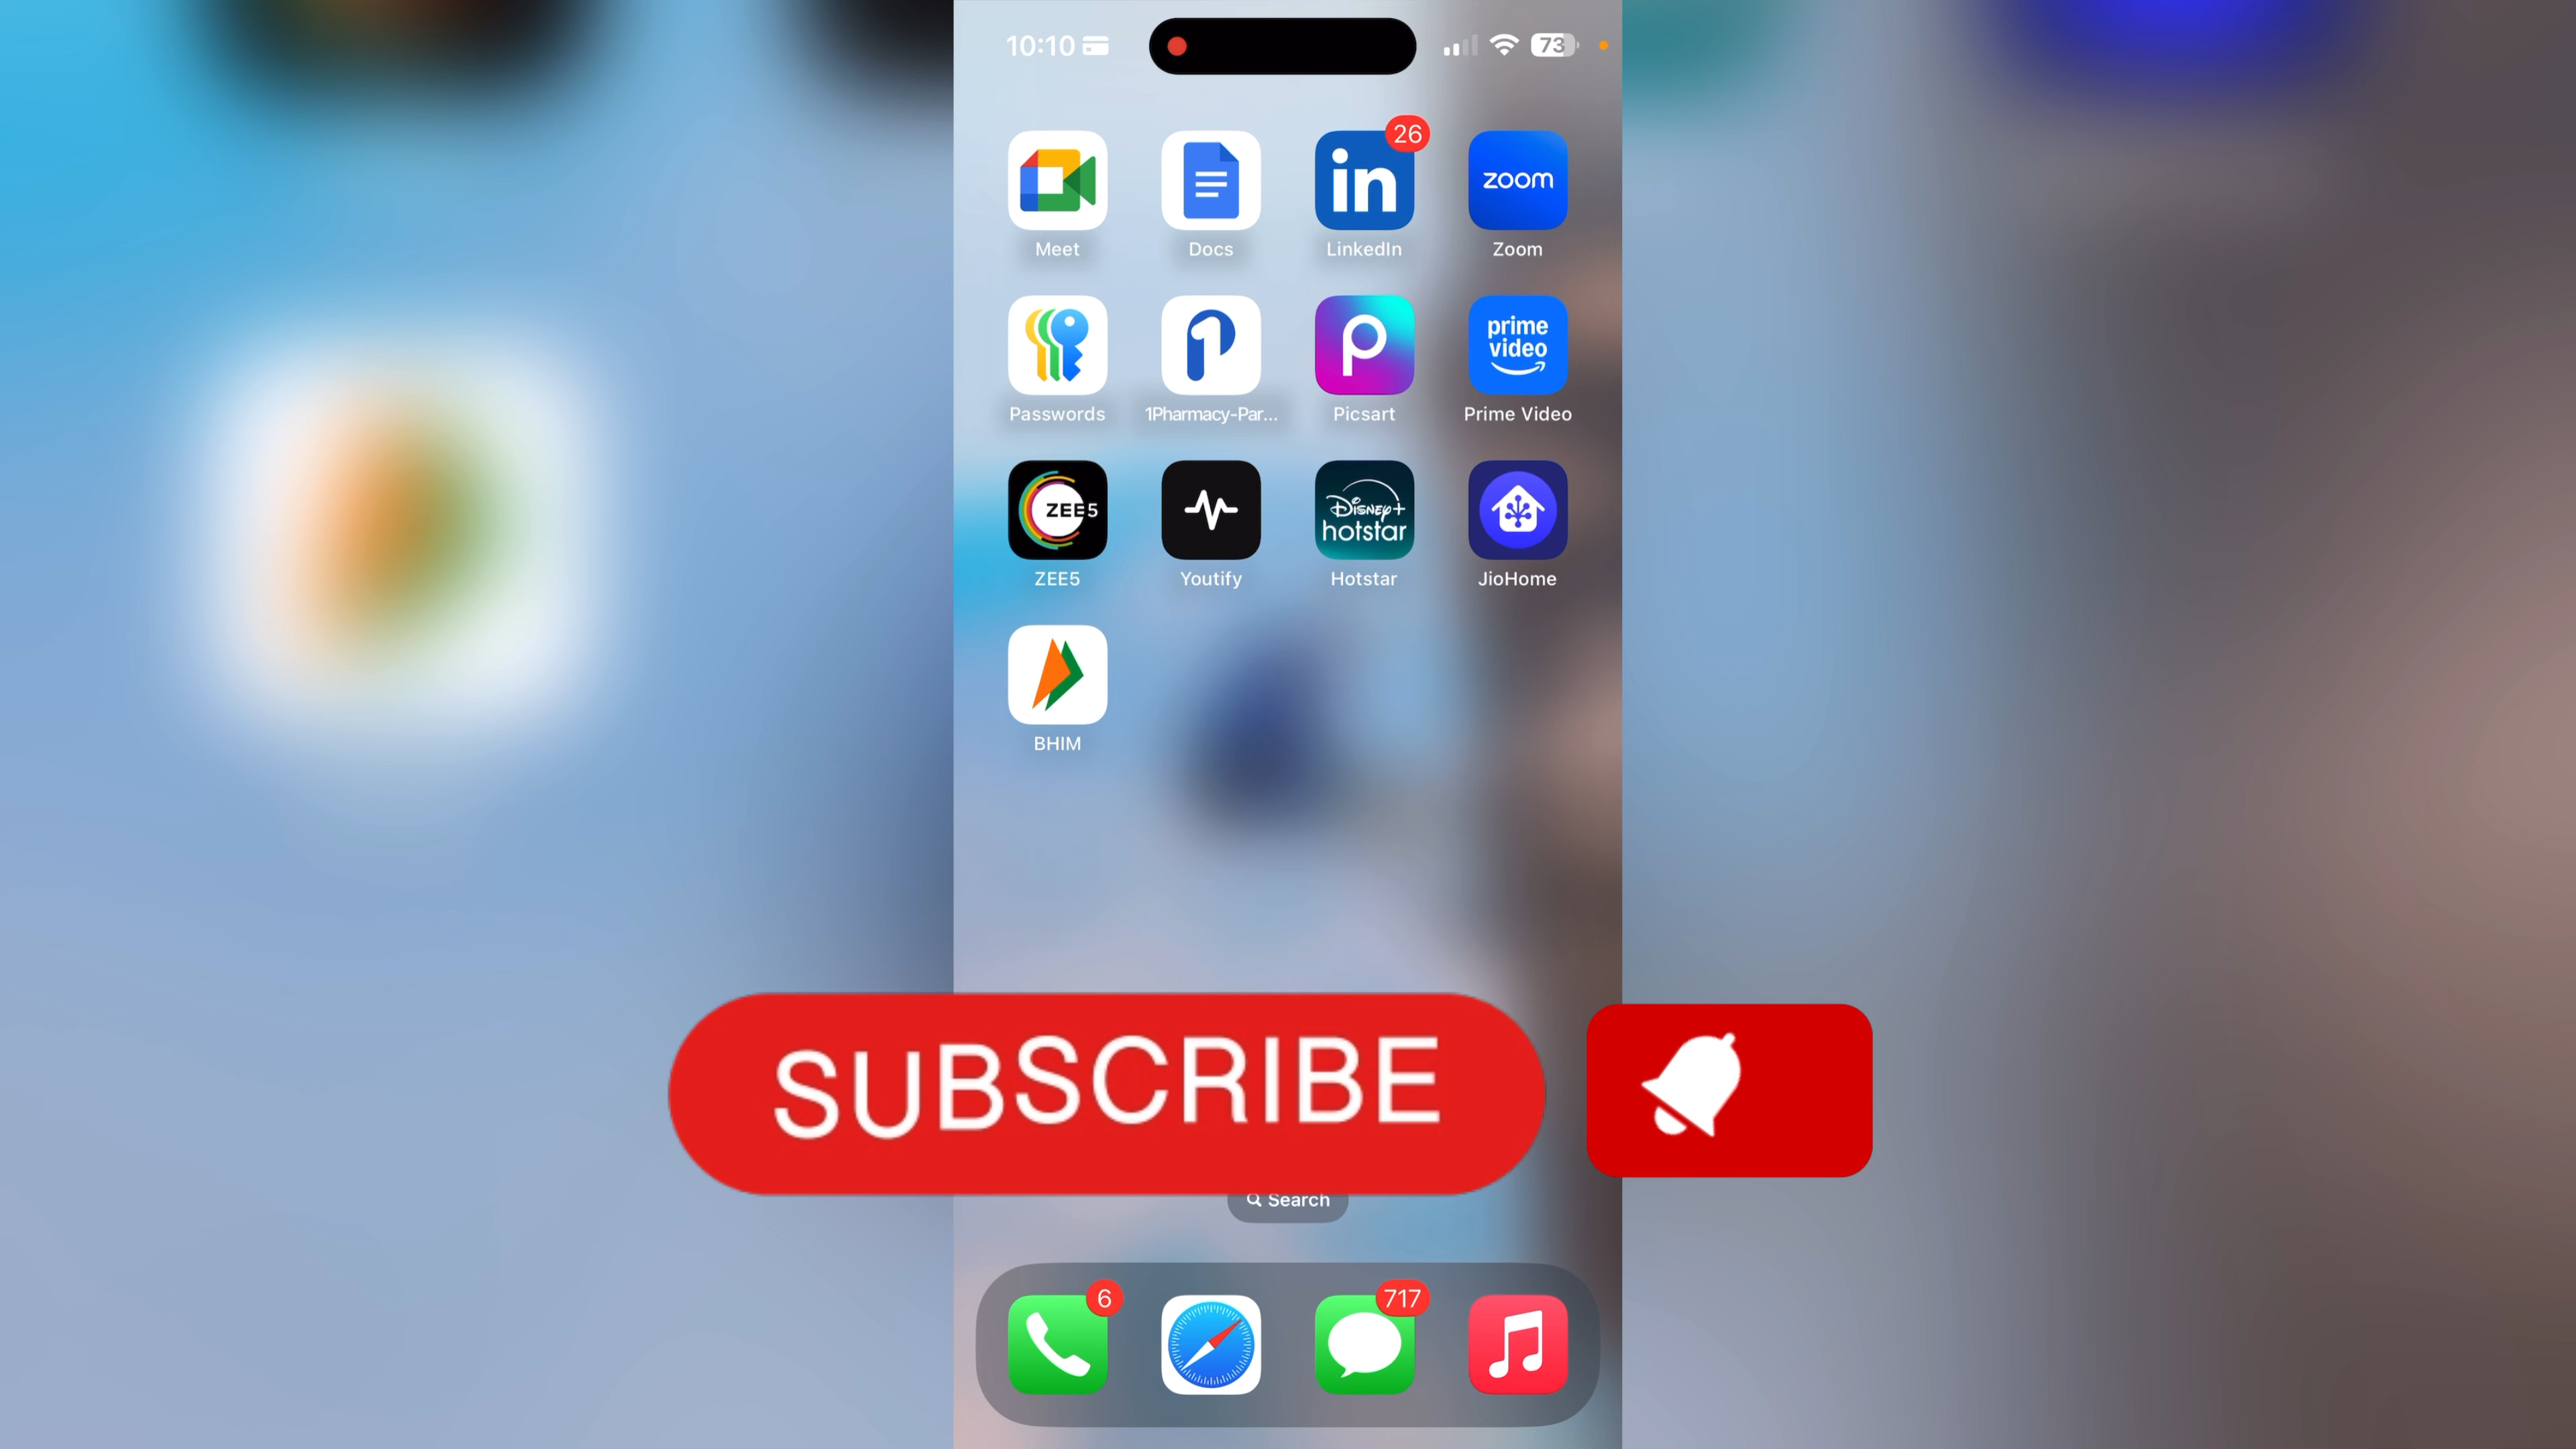 10:10 73
26
in zoom
Meet Docs LinkedIn Zoom
prime
video
Passwords 1Pharmacy-Par... Picsart Prime Video
ZEE5 Disney+
hotstar
ZEE5 Youtify Hotstar JioHome
BHIM
SUBSCRIBE
Search
6 717